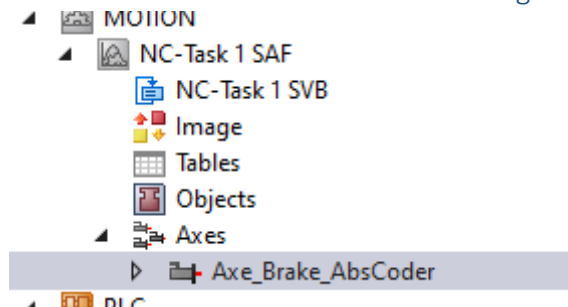 MOTION
NC-Task 1 SAF
NC-Task 1 SVB
Image
Tables
Objects
Axes
Axe_Brake_AbsCoder
PLC